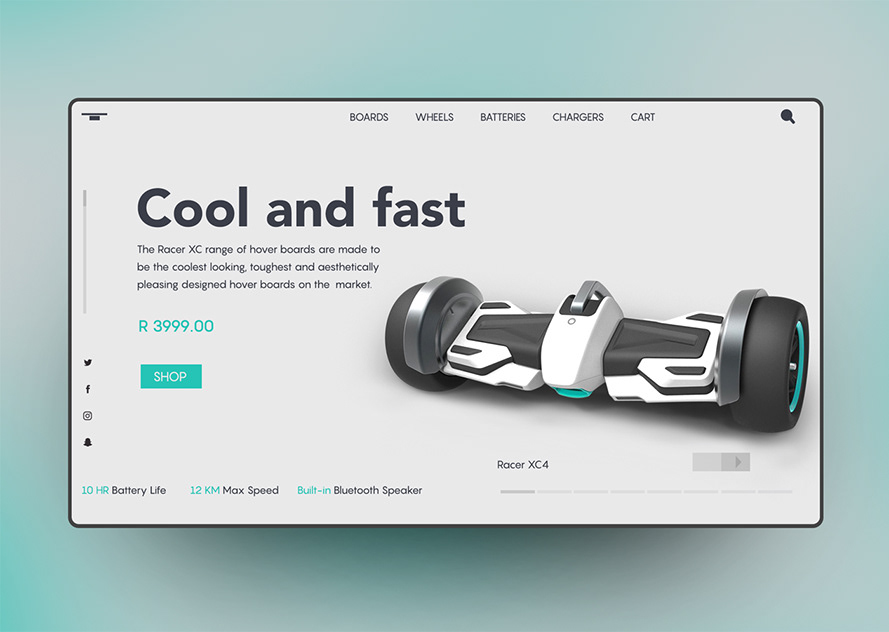 BOARDS
WHEELS
BATTERIES
CHARGERS
CART
Cool and fast
The Racer XC range of hover boards are made to
be the coolest looking, toughest and aesthetically
pleasing designed hover boards on the  market.
R 3999.00
SHOP
Racer XC4
10 HR Battery Life
12 KM Max Speed
Built-in Bluetooth Speaker